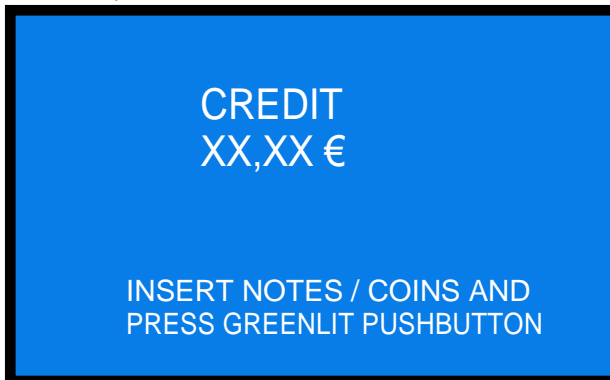 CREDIT
XX,XX €
INSERT NOTES / COINS AND
PRESS GREENLIT PUSHBUTTON